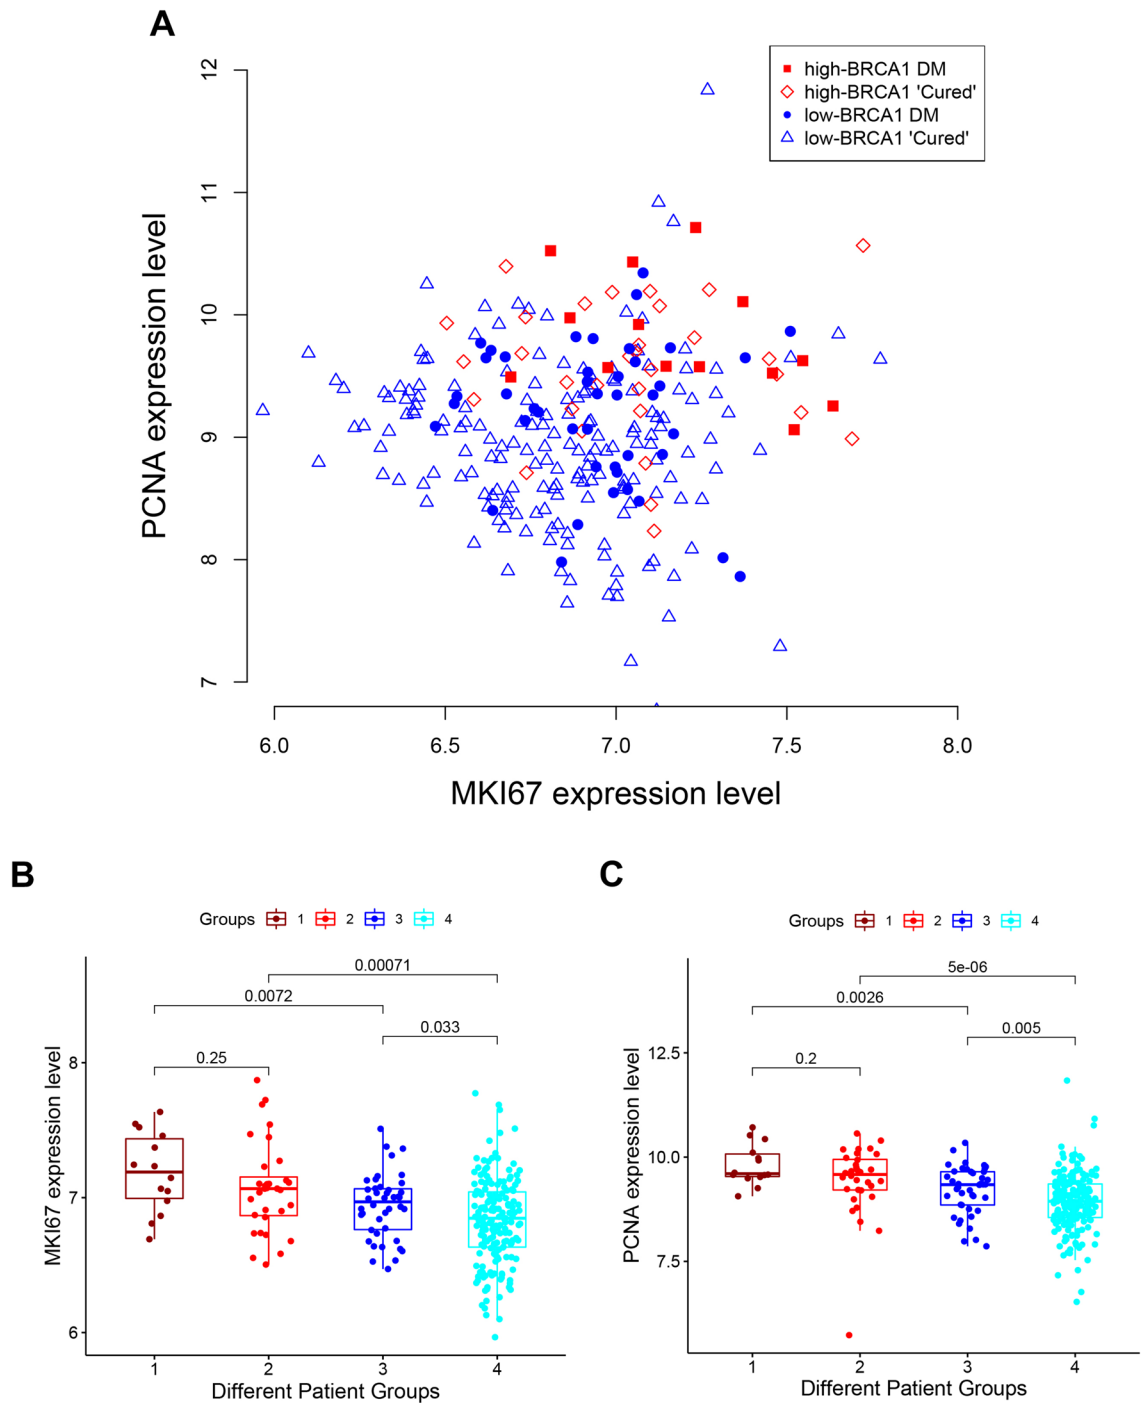 A
high-BRCA1 DM
high-BRCA1 'Cured'
low-BRCA1 DM
low-BRCA1 'Cured'
12
11
10
9
8
7
PCNA expression level
6.0 6.5 7.0 7.5 8.0
MKI67 expression level
B
Groups 1 2 3 4
0.00071
0.0072
0.033
0.25
8
7
6
MKI67 expression level
1 2 3 4
Different Patient Groups
C
Groups 1 2 3 4
5e-06
0.0026
0.005
0.2
12.5
10.0
7.5
PCNA expression level
1 2 3 4
Different Patient Groups